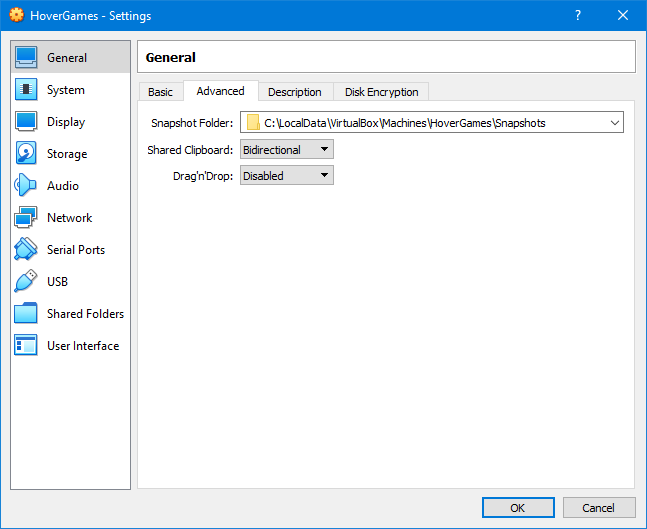 HoverGames - Settings ?
General
System
Display
Storage
Audio
Network
Serial Ports
USB
Shared Folders
User Interface
General
Basic Advanced Description Disk Encryption
Snapshot Folder: C:\LocalData\VirtualBox\Machines\HoverGames\Snapshots
Shared Clipboard: Bidirectional
Drag'n'Drop: Disabled
OK Cancel